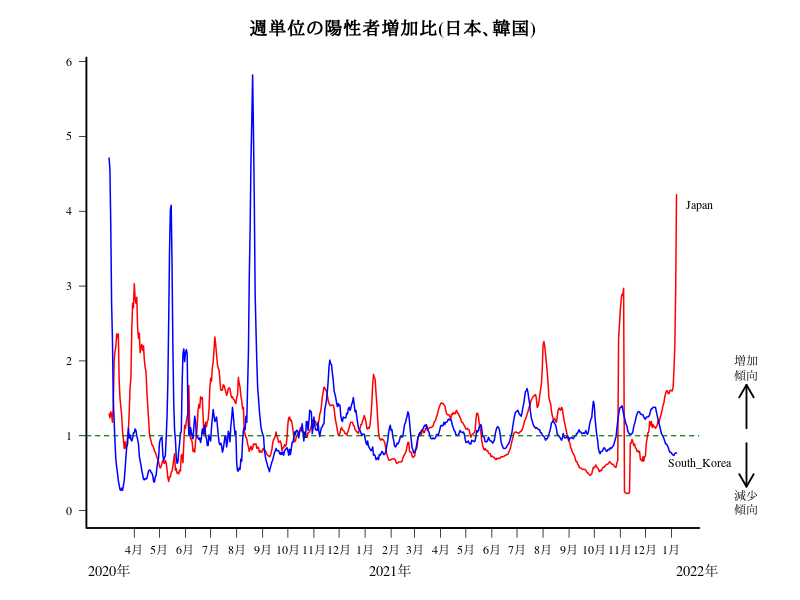 週単位の陽性者増加比(日本、韓国)
6
5
4
3
2
1
0
Japan
South_Korea
増加
傾向
減少
傾向
4月 5月 6月 7月 8月 9月 10月 11月 12月 1月 2月 3月 4月 5月 6月 7月 8月 9月 10月 11月 12月 1月
2020年 2021年 2022年